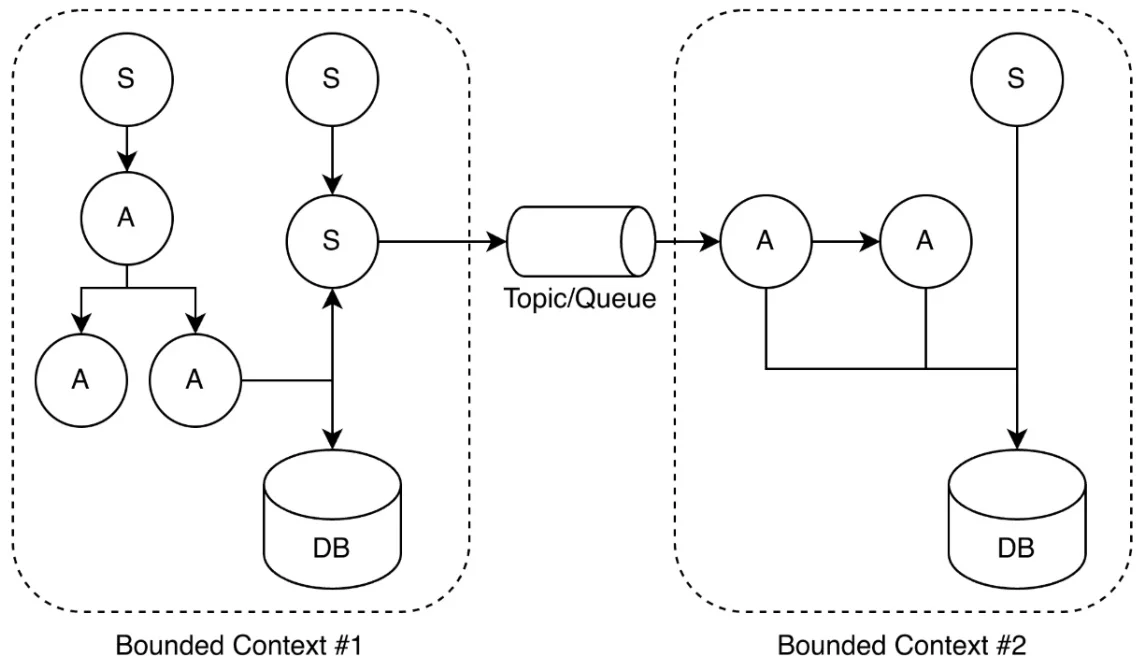 S
S
S
A
S
A
A
Topic/Queue
A
A
DB
DB
Bounded Context #1
Bounded Context #2